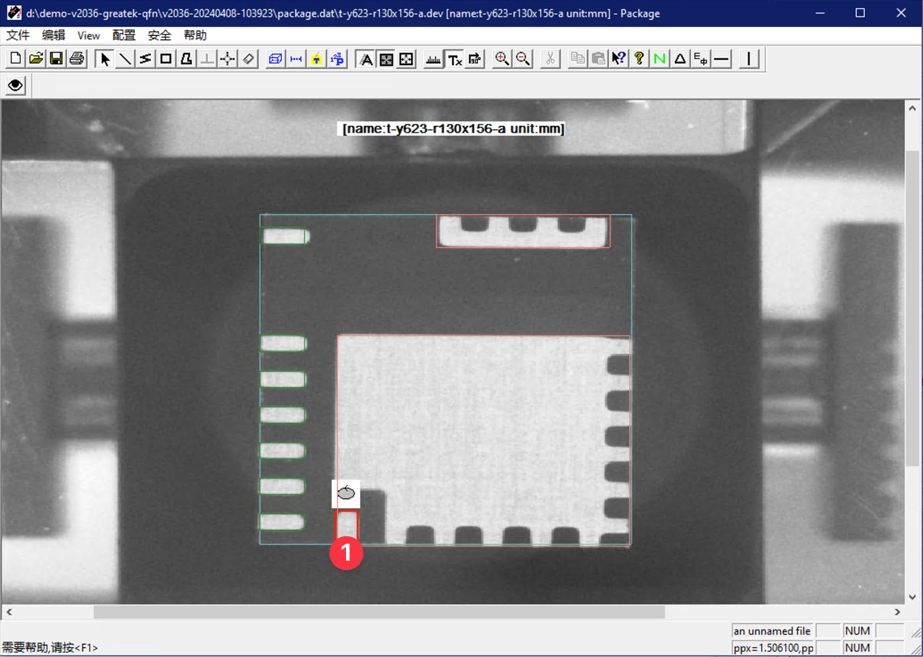 d:\demo-v2036-greatek-qfn\v2036-20240408-103923\package.dat\t-y623-r130x156-a.dev [name:t-y623-r130x156-a unit:mm] - Package
文件 编辑 View 配置 安全 帮助
[name:t-y623-r130x156-a unit:mm]
1
an unnamed file NUM
需要帮助,请按<F1>
ppx=1.506100,pp NUM